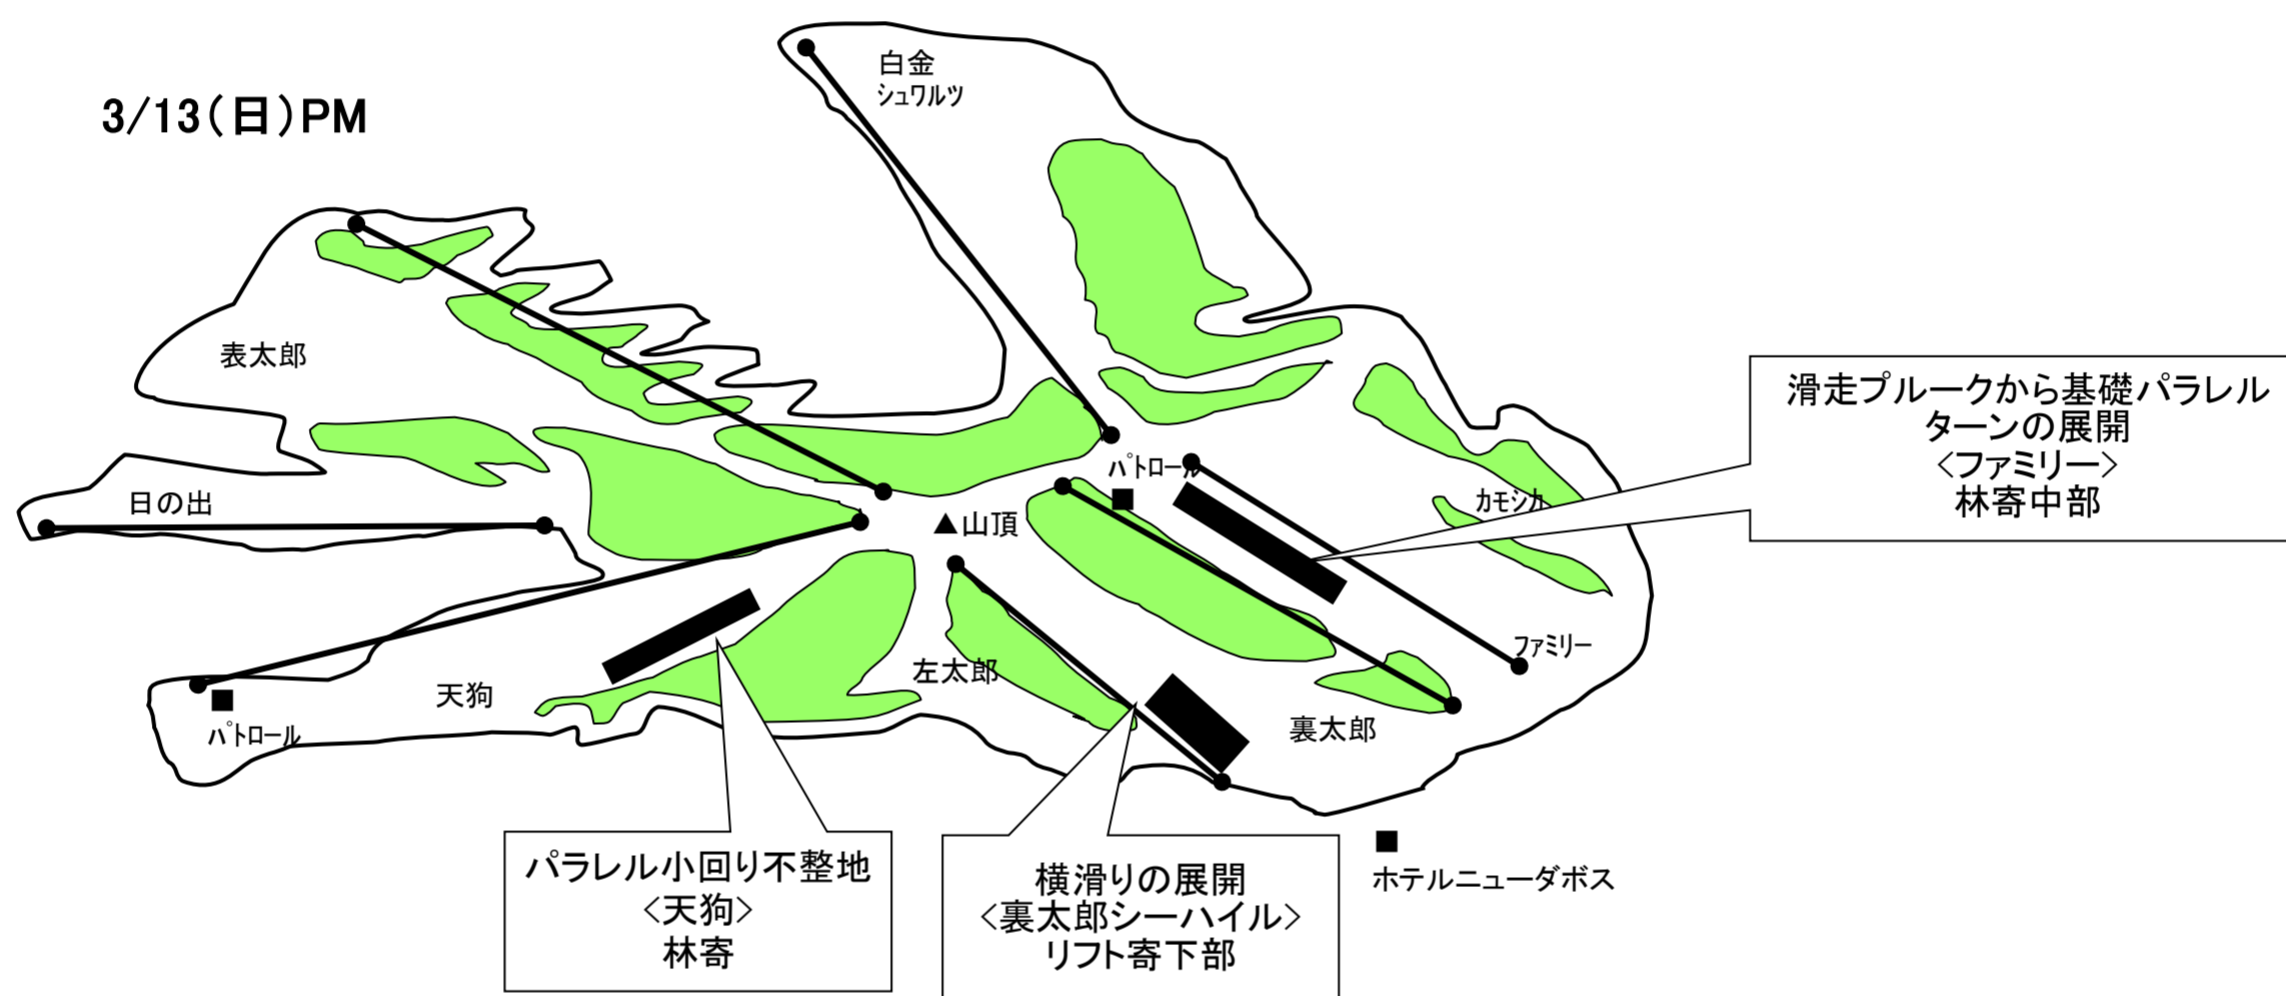 3/13（日）PM
白金
ｼｭﾜﾙﾂ
表太郎
日の出
ﾊﾟﾄﾛｰﾙ
▲山頂
ｶﾓｼｶ
滑走プルークから基礎パラレル
ターンの展開
＜ファミリー＞
林寄中部
ﾌｧﾐﾘｰ
天狗
左太郎
裏太郎
ﾊﾟﾄﾛｰﾙ
パラレル小回り不整地
＜天狗＞
林寄
横滑りの展開
＜裏太郎シーハイル＞
リフト寄下部
ホテルニューダボス